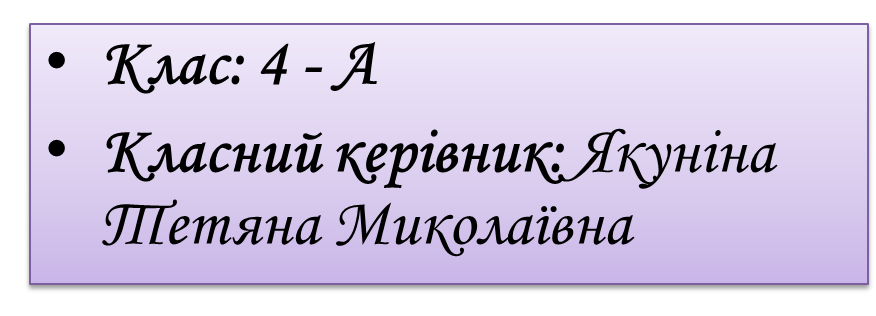 • Клас: 4 - А
• Класний керівник: Якуніна
Тетяна Миколаївна